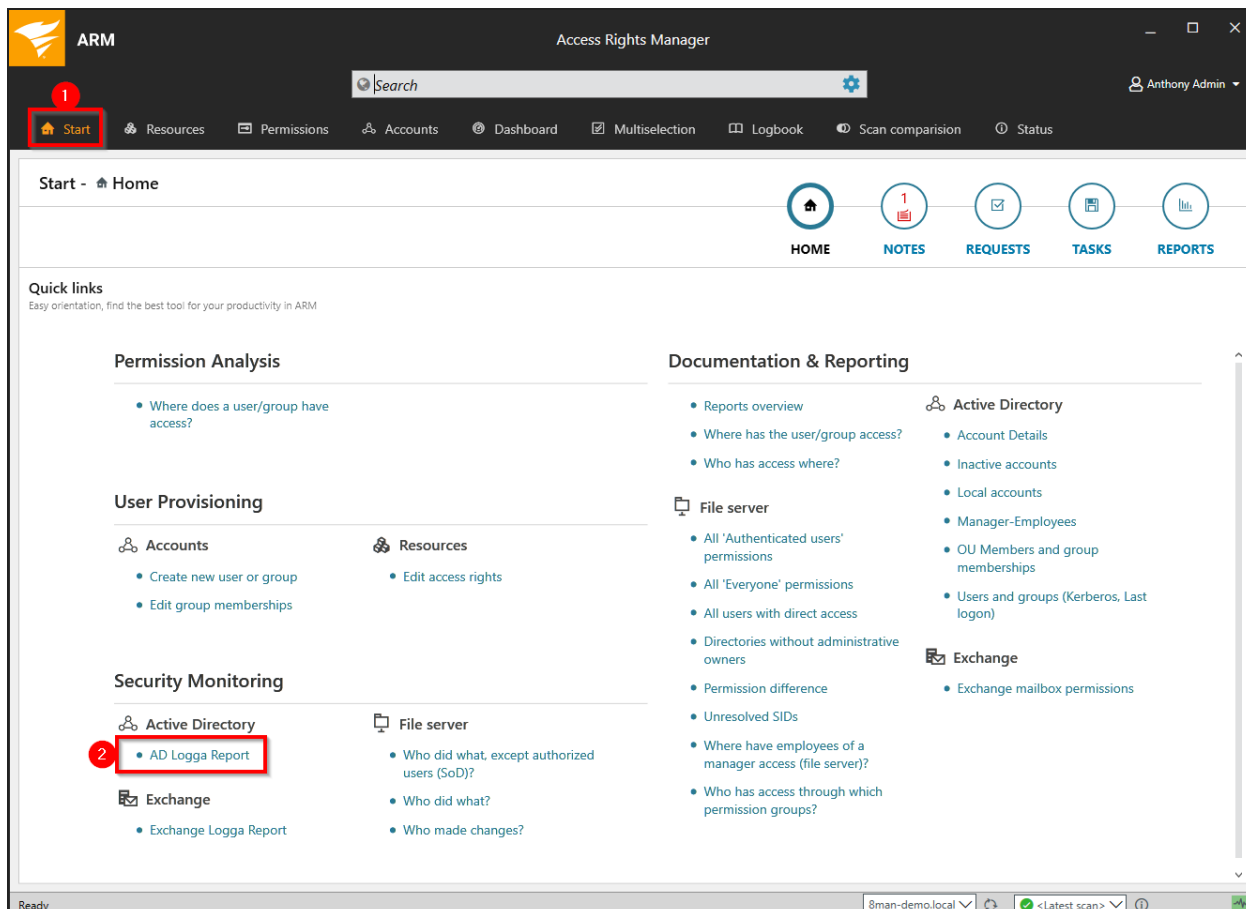 ARM
Access Rights Manager
Search
Anthony Admin
1
Start
Resources
Permissions
Accounts
Dashboard
Multiselection
Logbook
Scan comparision
Status
Start - Home
1
HOME
NOTES
REQUESTS
TASKS
REPORTS
Quick links
Easy orientation, find the best tool for your productivity in ARM
Permission Analysis
Where does a user/group have
access?
User Provisioning
Accounts
Create new user or group
Edit group memberships
Resources
Edit access rights
Security Monitoring
Active Directory
2
AD Logga Report
Exchange
Exchange Logga Report
File server
Who did what, except authorized
users (SoD)?
Who did what?
Who made changes?
Documentation & Reporting
Reports overview
Where has the user/group access?
Who has access where?
File server
All 'Authenticated users'
permissions
All 'Everyone' permissions
All users with direct access
Directories without administrative
owners
Permission difference
Unresolved SIDs
Where have employees of a
manager access (file server)?
Who has access through which
permission groups?
Active Directory
Account Details
Inactive accounts
Local accounts
Manager-Employees
OU Members and group
memberships
Users and groups (Kerberos, Last
logon)
Exchange
Exchange mailbox permissions
Ready
8man-demo.local
<Latest scan>